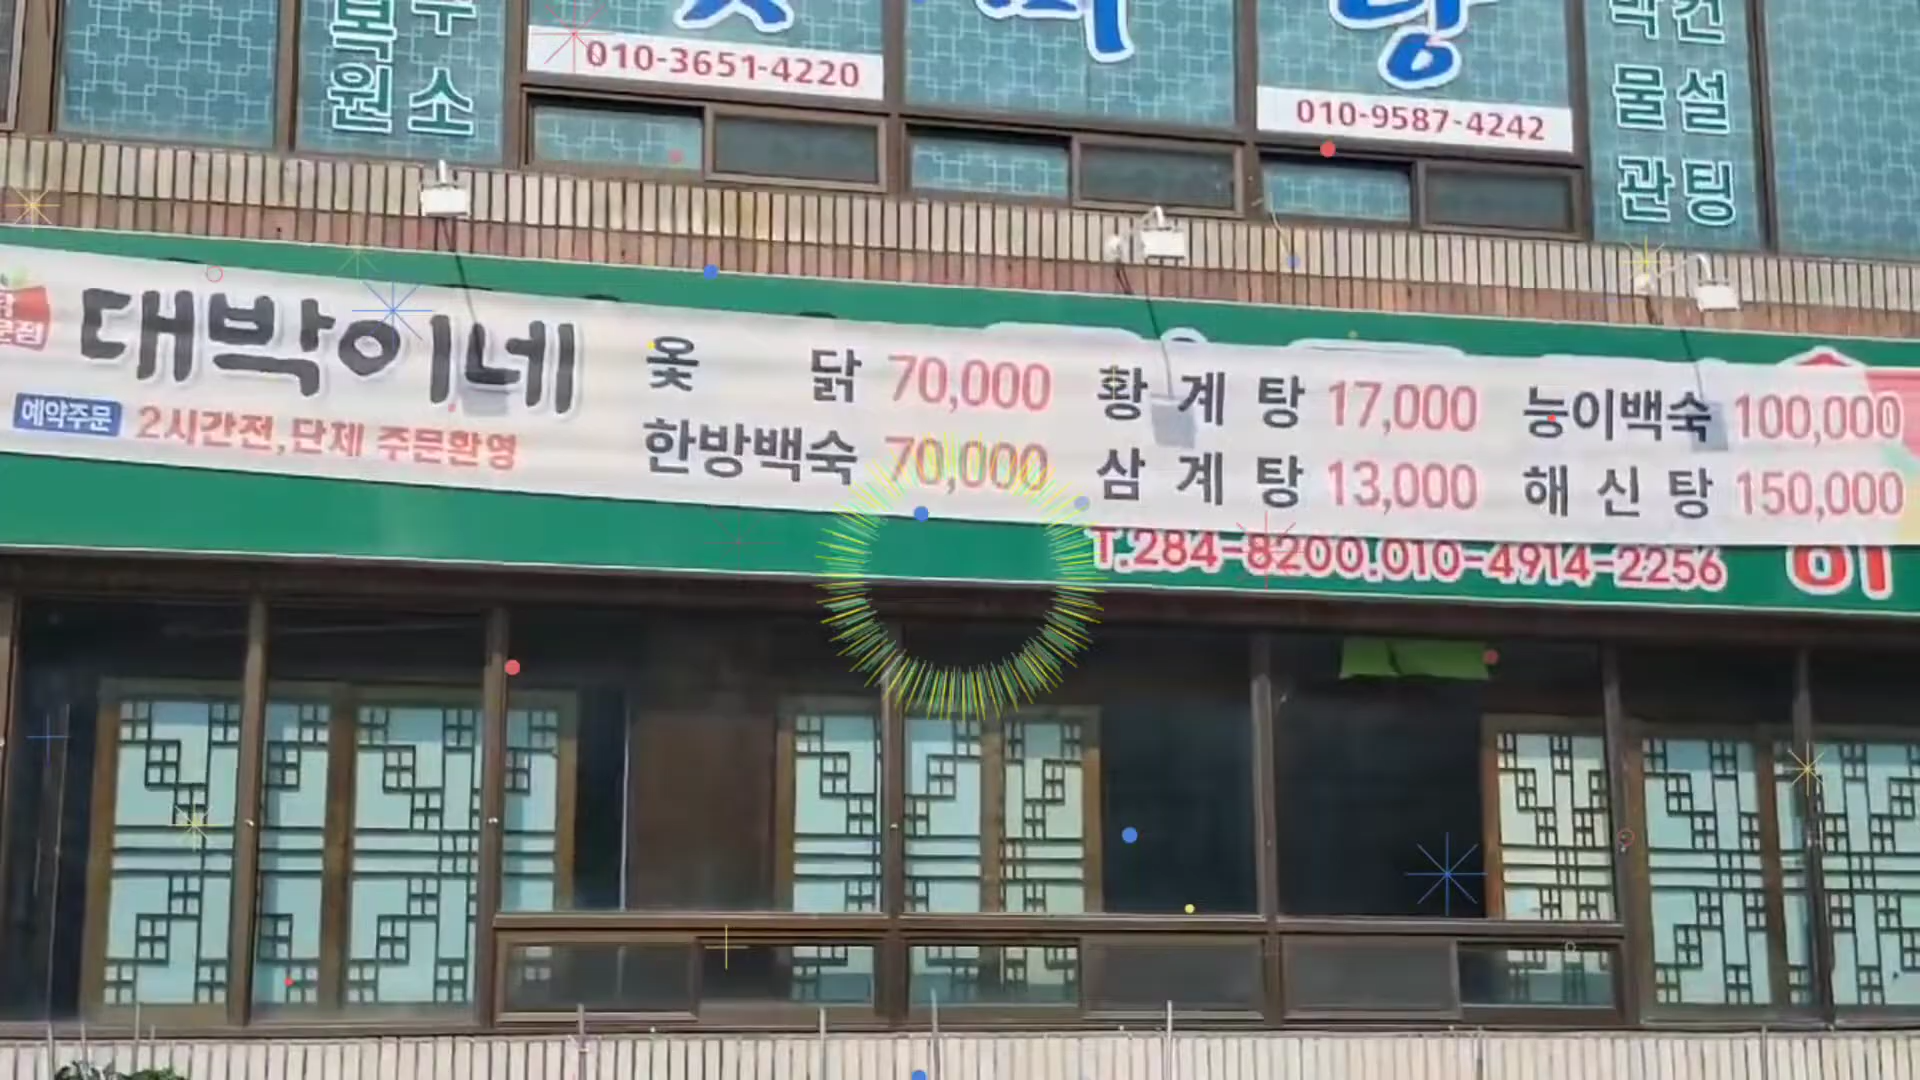 010-3651-4220
010-9587-4242
원 소
물 설
관 팅
대박이네
예약주문 2시간전,단제 주문환영
옻 닭 70,000
한방백숙 70,000
황 계 탕 17,000
삼 계 탕 13,000
능이백숙 100,000
해 신 탕 150,000
T.284-8200.010-4914-2256